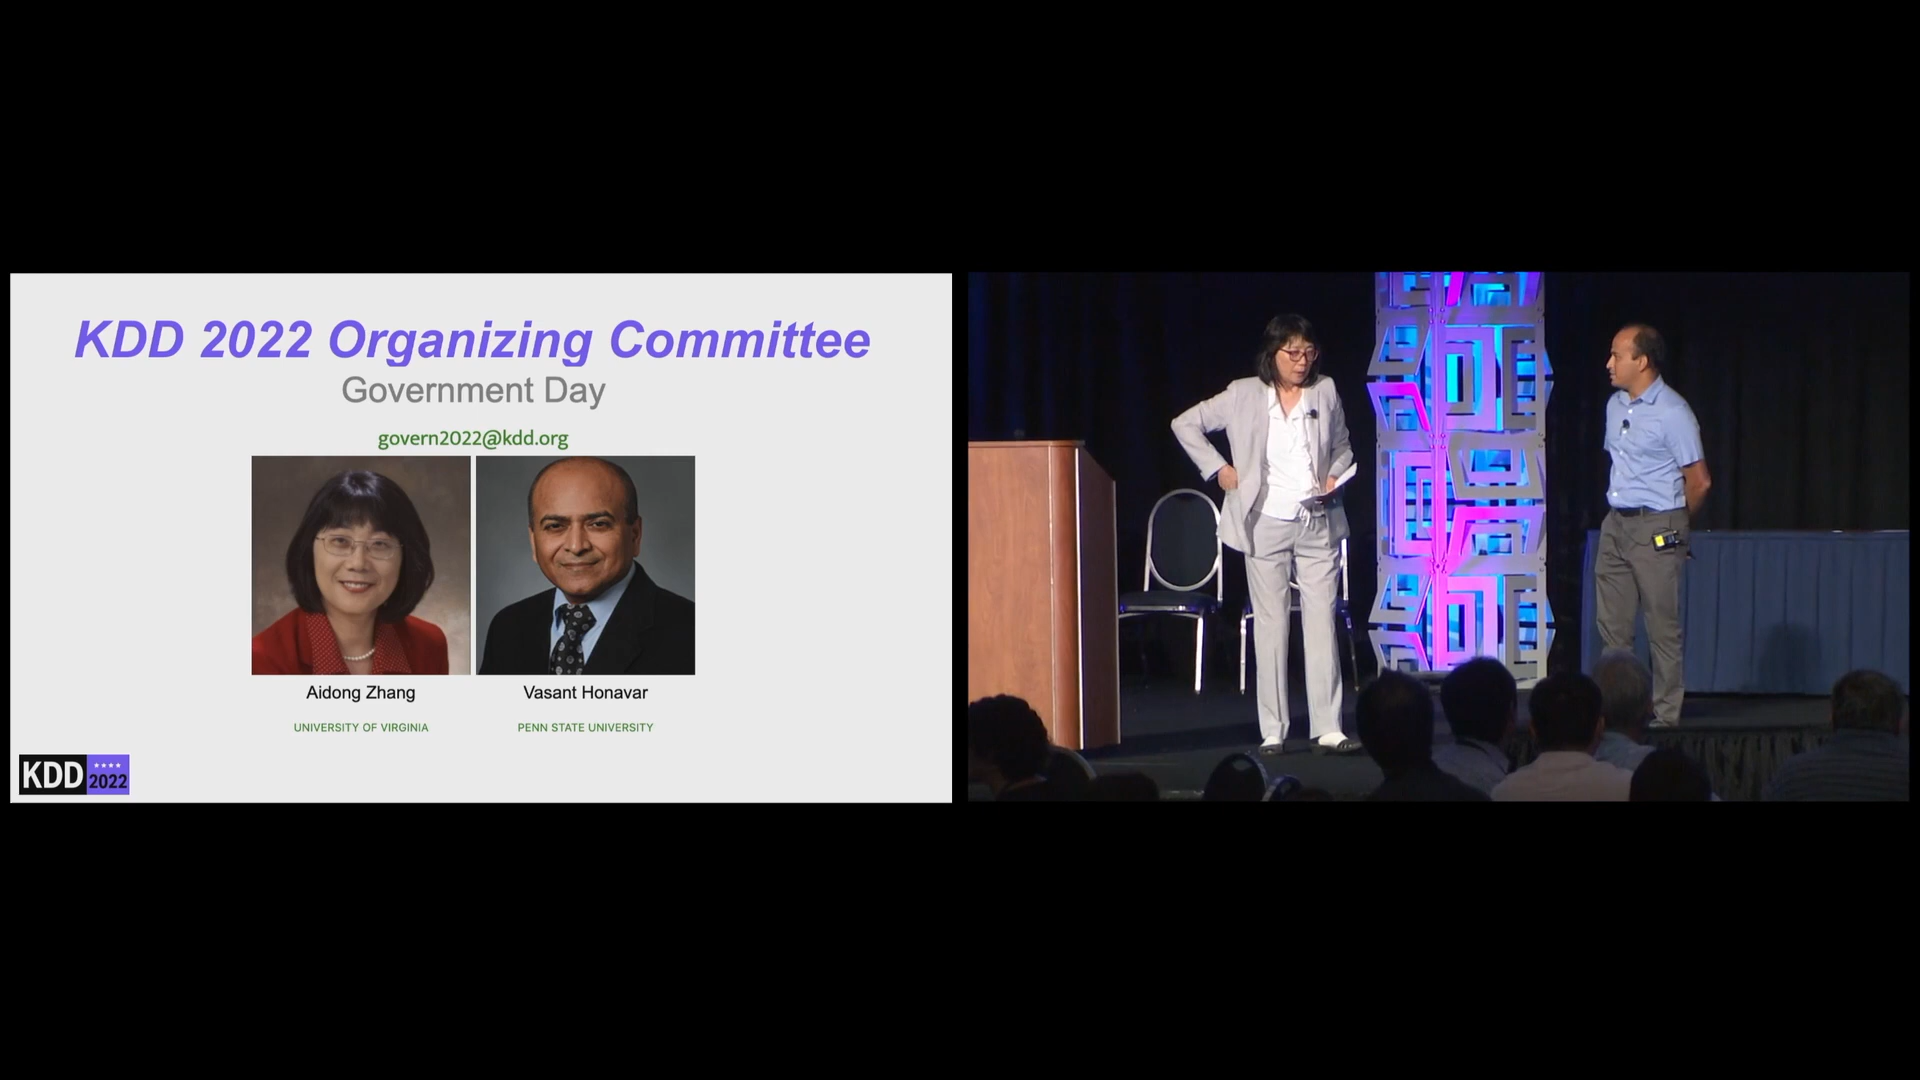 KDD 2022 Organizing Committee
Government Day
govern2022@kdd.org
Aidong Zhang
Vasant Honavar
UNIVERSITY OF VIRGINIA
PENN STATE UNIVERSITY
KDD 2022